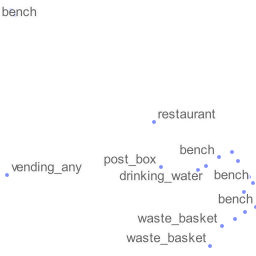 bench
restaurant
bench
post_box
vending_any
drinking_water
bench
bench
waste_basket
waste_basket